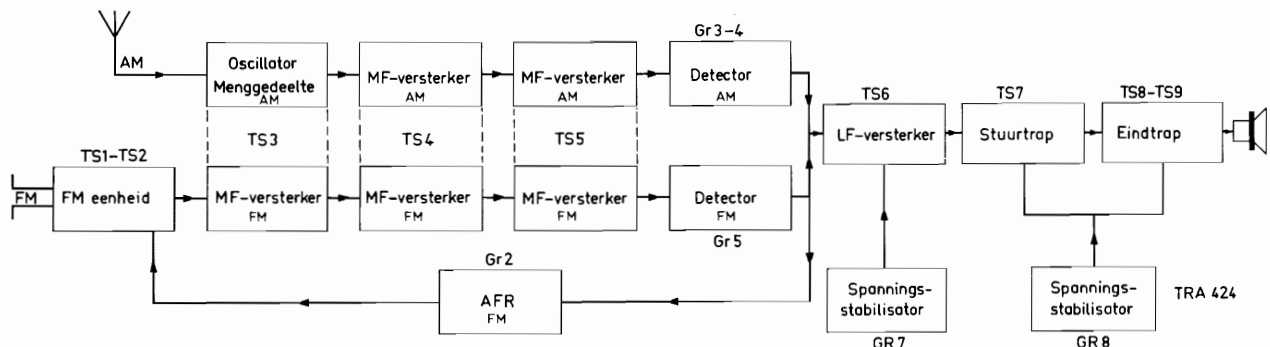 Gr3-4
AM
Oscillator
Menggedeelte
AM
MF-versterker
AM
MF-versterker
AM
Detector
AM
TS6
TS7
TS8-TS9
TS3
TS4
TS5
LF-versterker
Stuurtrap
Eindtrap
TS1-TS2
FM
FM eenheid
MF-versterker
FM
MF-versterker
FM
MF-versterker
FM
Detector
FM
Gr5
Gr2
AFR
FM
Spannings-
stabilisator
GR7
Spannings-
stabilisator
GR8
TRA 424